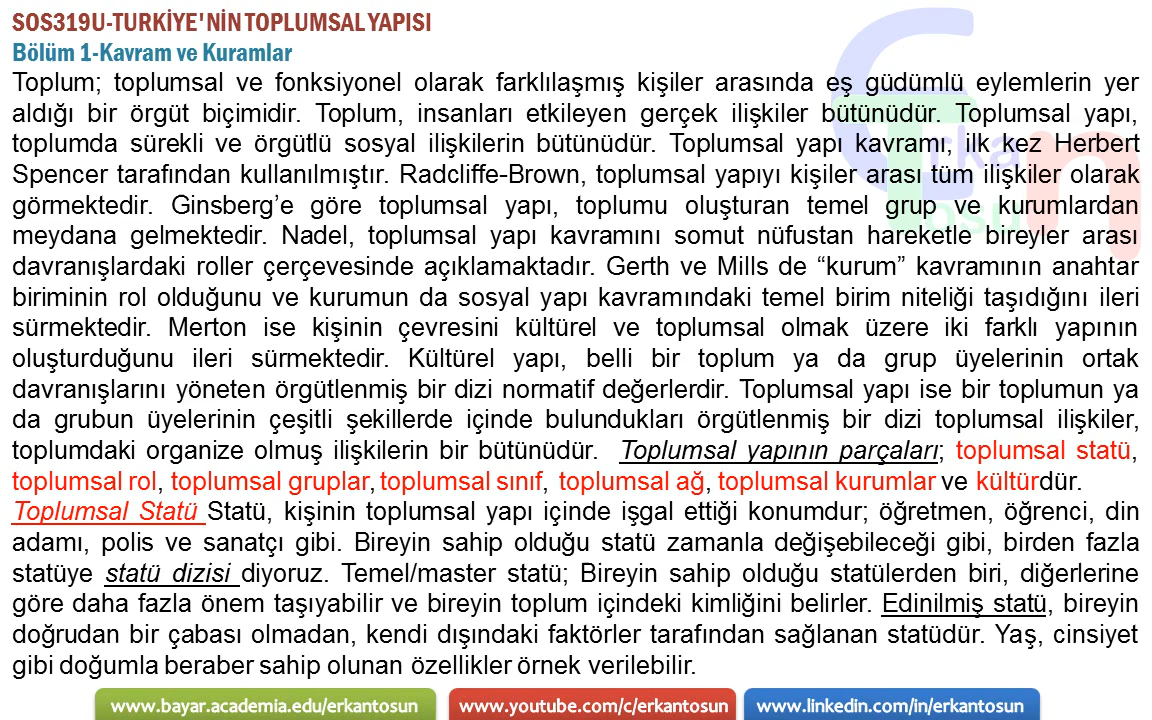 SOS319U-TURKİYE'NİN TOPLUMSAL YAPISI
Bölüm 1-Kavram ve Kuramlar
Toplum; toplumsal ve fonksiyonel olarak farklılaşmış kişiler arasında eş güdümlü eylemlerin yer
aldığı bir örgüt biçimidir. Toplum, insanları etkileyen gerçek ilişkiler bütünüdür. Toplumsal yapı,
toplumda sürekli ve örgütlü sosyal ilişkilerin bütünüdür. Toplumsal yapı kavramı; ilk kez Herbert
Spencer tarafından kullanılmıştır. Radcliffe-Brown, toplumsal yapıyı kişiler arası tüm ilişkiler olarak
görmektedir. Ginsberg’e göre toplumsal yapı, toplumu oluşturan temel grup ve kurumlardan
meydana gelmektedir. Nadel, toplumsal yapı kavramını somut nüfustan hareketle bireyler arası
davranışlardaki roller çerçevesinde açıklamaktadır. Gerth ve Mills de “kurum” kavramının anahtar
biriminin rol olduğunu ve kurumun da sosyal yapı kavramındaki temel birim niteliği taşıdığını ileri
sürmektedir. Merton ise kişinin çevresini kültürel ve toplumsal olmak üzere iki farklı yapının
oluşturduğunu ileri sürmektedir. Kültürel yapı, belli bir toplum ya da grup üyelerinin ortak
davranışlarını yöneten örgütlenmiş bir dizi normatif değerlerdir. Toplumsal yapı ise bir toplumun ya
da grubun üyelerinin çeşitli şekillerde içinde bulundukları örgütlenmiş bir dizi toplumsal ilişkiler,
toplumdaki organize olmuş ilişkilerin bir bütünüdür. Toplumsal yapının parçaları; toplumsal statü,
toplumsal rol, toplumsal gruplar, toplumsal sınıf, toplumsal ağ, toplumsal kurumlar ve kültürdür.
Toplumsal Statü Statü, kişinin toplumsal yapı içinde işgal ettiği konumdur; öğretmen, öğrenci, din
adamı, polis ve sanatçı gibi. Bireyin sahip olduğu statü zamanla değişebileceği gibi, birden fazla
statüye statü dizisi diyoruz. Temel/master statü; Bireyin sahip olduğu statülerden biri, diğerlerine
göre daha fazla önem taşıyabilir ve bireyin toplum içindeki kimliğini belirler. Edinilmiş statü, bireyin
doğrudan bir çabası olmadan, kendi dışındaki faktörler tarafından sağlanan statüdür. Yaş, cinsiyet
gibi doğumla beraber sahip olunan özellikler örnek verilebilir.
www.bayar.academia.edu/erkantosun www.youtube.com/c/erkantosun www.linkedin.com/in/erkantosun